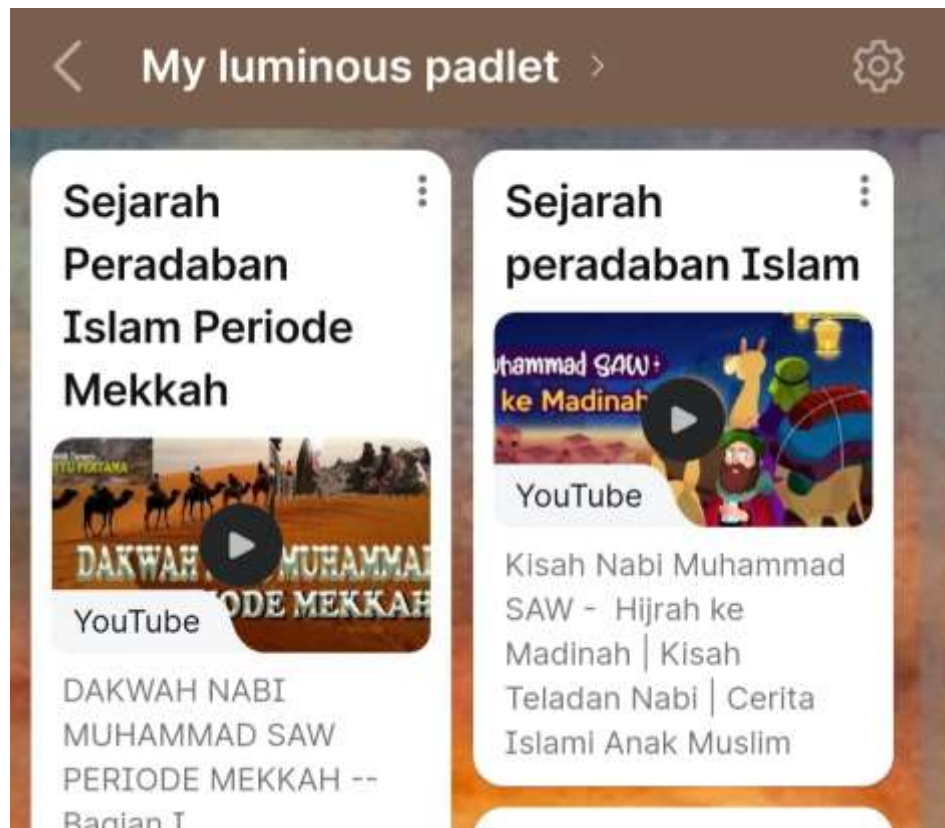 My luminous padlet
Sejarah
Peradaban
Islam Periode
Mekkah
DAKWAH MUHAMMAD
MEKKAH
YouTube
DAKWAH NABI
MUHAMMAD SAW
PERIODE MEKKAH --
Bagian I
Sejarah
peradaban Islam
SAW:
ke Madinah
YouTube
Kisah Nabi Muhammad
SAW - Hijrah ke
Madinah | Kisah
Teladan Nabi | Cerita
Islami Anak Muslim